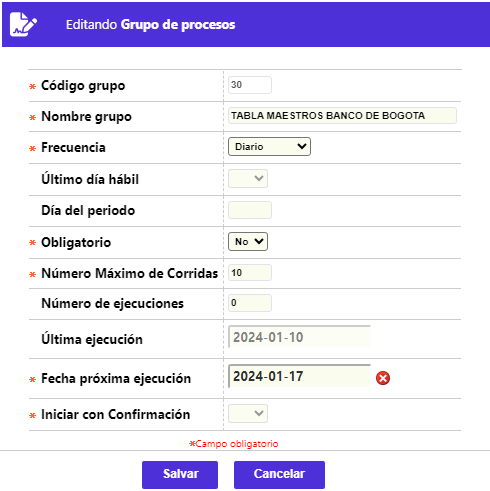 Editando Grupo de procesos
* Código grupo 30
* Nombre grupo TABLA MAESTROS BANCO DE BOGOTA
* Frecuencia Diario
Último día hábil
Día del periodo
* Obligatorio No
* Número Máximo de Corridas 10
Número de ejecuciones 0
Última ejecución 2024-01-10
* Fecha próxima ejecución 2024-01-17
* Iniciar con Confirmación
*Campo obligatorio
Salvar Cancelar